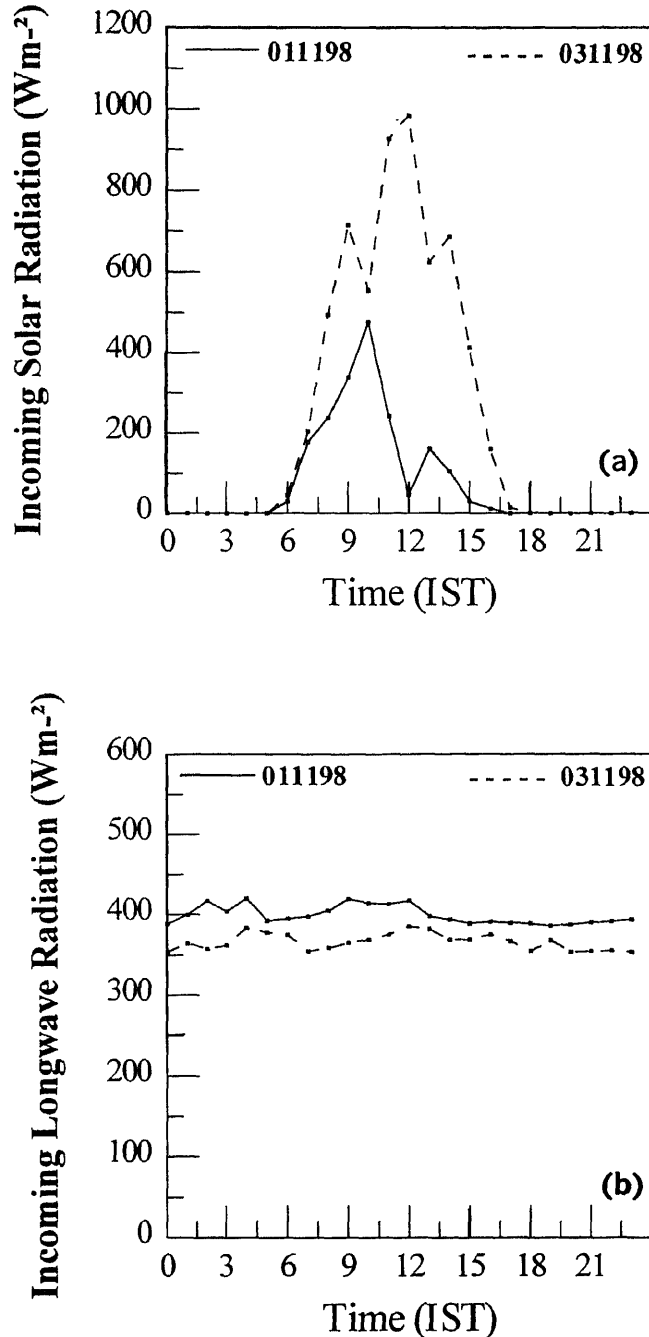 Incoming Solar Radiation (Wm-²)
1200
1000
800
600
400
200
0
011198
031198
(a)
0 3 6 9 12 15 18 21
Time (IST)
Incoming Longwave Radiation (Wm-²)
600
500
400
300
200
100
0
011198
031198
(b)
0 3 6 9 12 15 18 21
Time (IST)